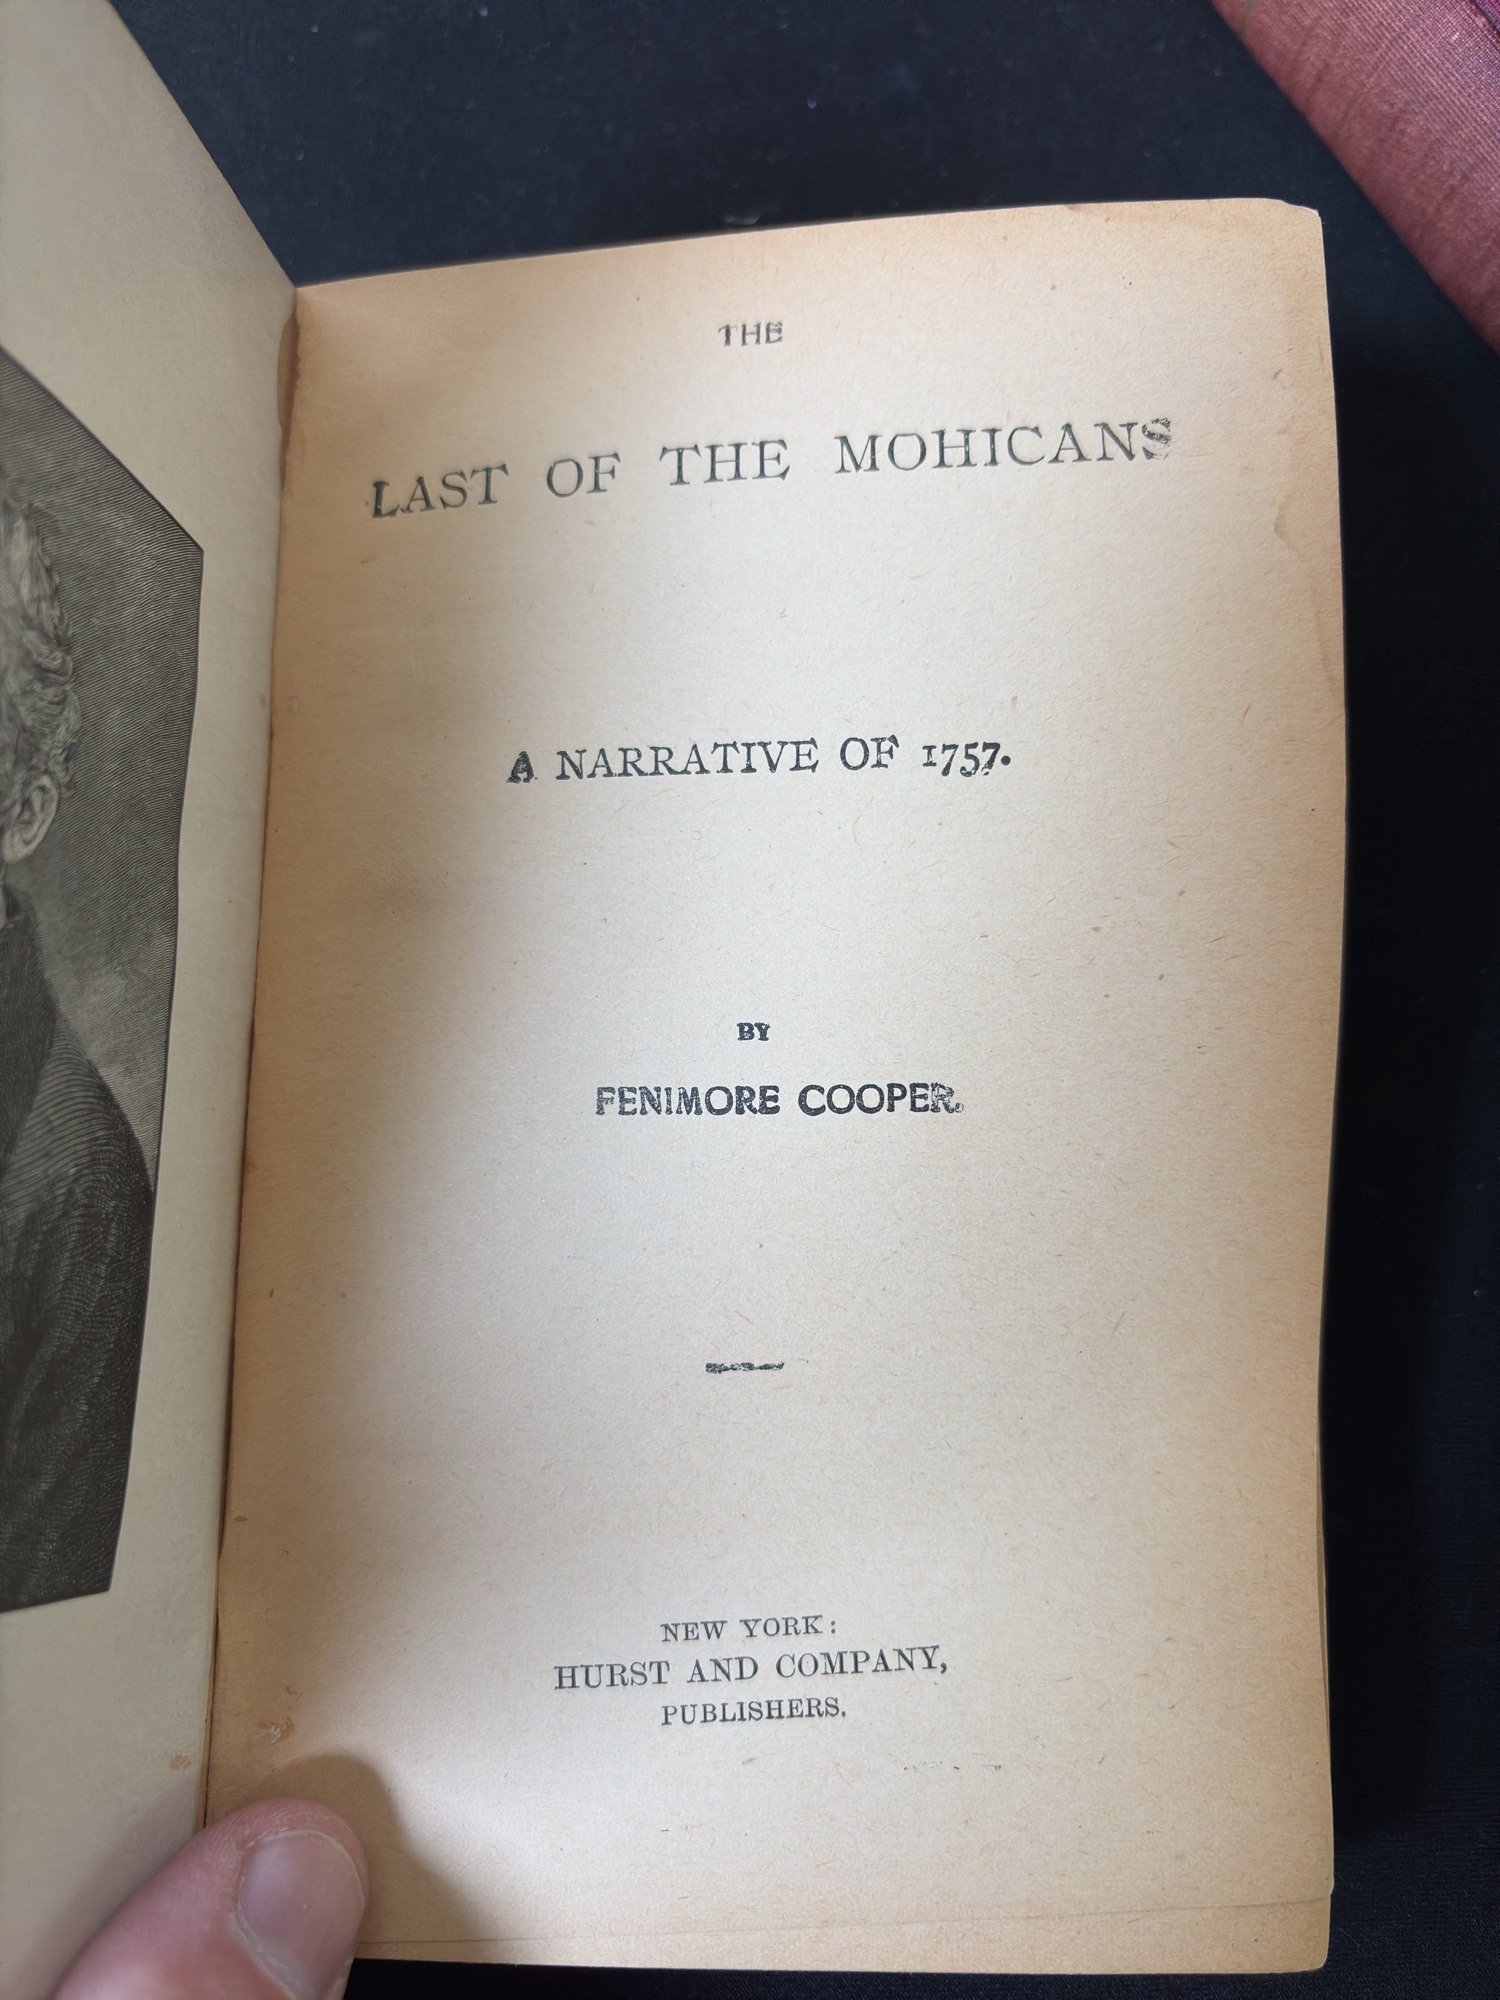 THE
LAST OF THE MOHICANS
A NARRATIVE OF 1757.
BY
FENIMORE COOPER.
NEW YORK:
HURST AND COMPANY,
PUBLISHERS.